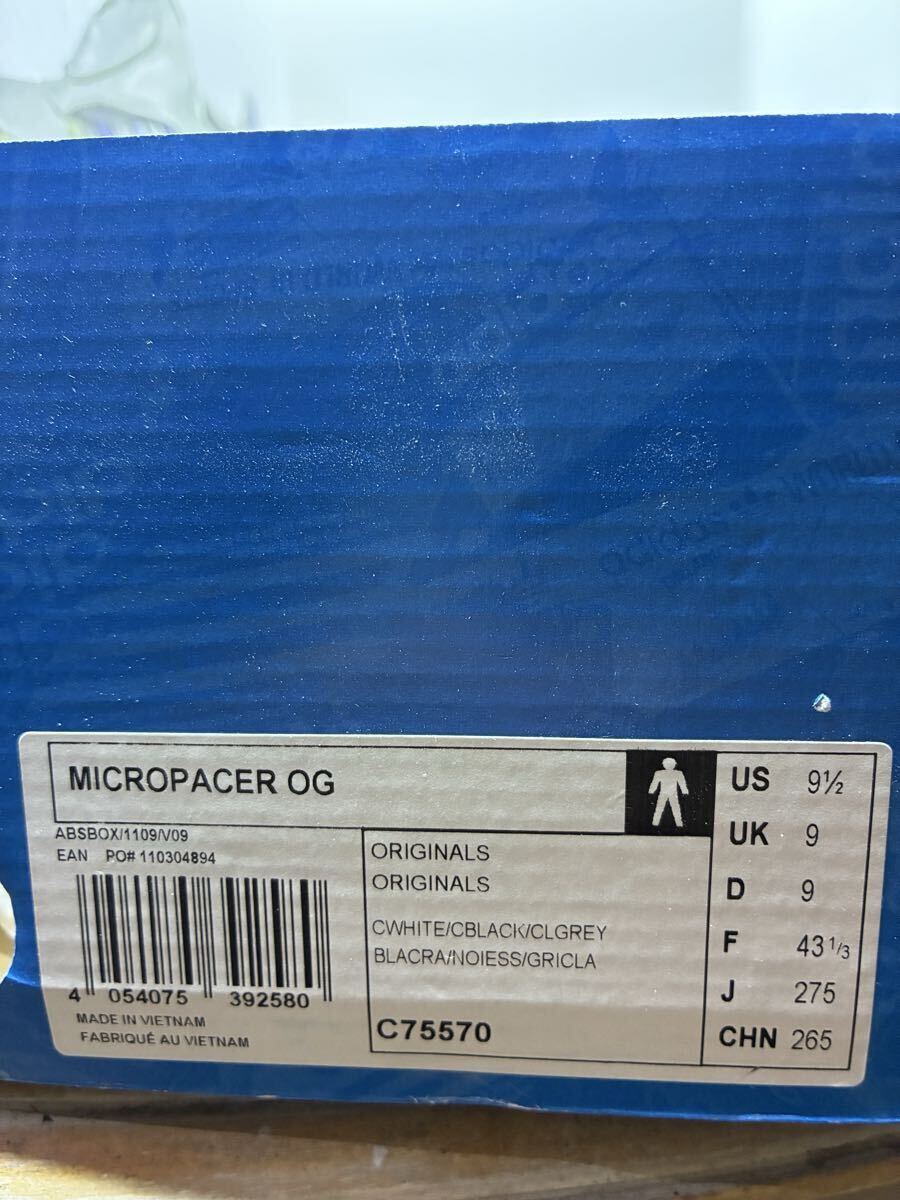 MICROPACER OG
ABSBOX/1109/V09
EAN PO# 110304894
4 054075 392580
MADE IN VIETNAM
FABRIQUÉ AU VIETNAM
ORIGINALS
ORIGINALS
CWHITE/CBLACK/CLGREY
BLACRA/NOIESS/GRICLA
C75570
US 9½
UK 9
D 9
F 43 1/3
J 275
CHN 265